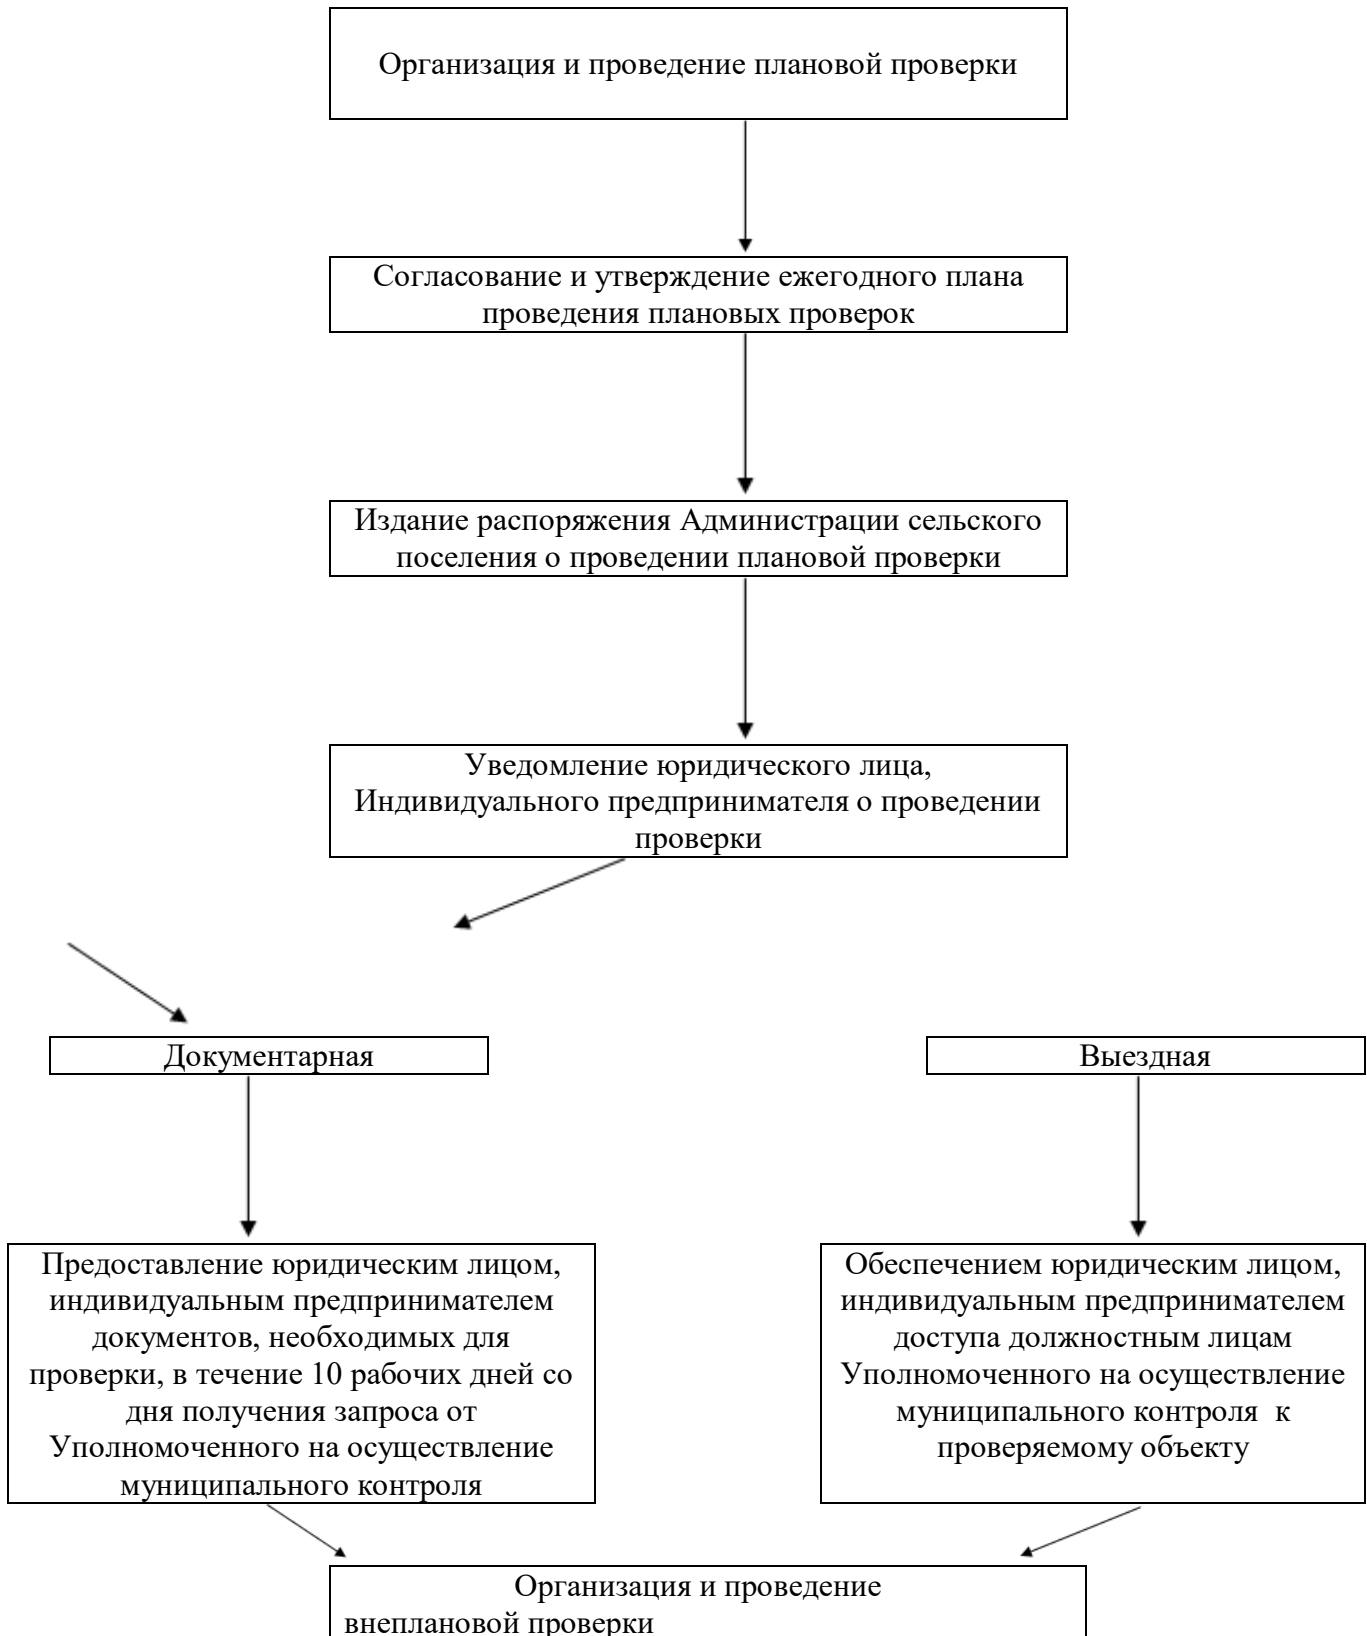 Организация и проведение плановой проверки
Согласование и утверждение ежегодного плана
проведения плановых проверок
Издание распоряжения Администрации сельского
поселения о проведении плановой проверки
Уведомление юридического лица,
Индивидуального предпринимателя о проведении
проверки
Документарная
Выездная
Предоставление юридическим лицом,
индивидуальным предпринимателем
документов, необходимых для
проверки, в течение 10 рабочих дней со
дня получения запроса от
Уполномоченного на осуществление
муниципального контроля
Обеспечением юридическим лицом,
индивидуальным предпринимателем
доступа должностным лицам
Уполномоченного на осуществление
муниципального контроля  к
проверяемому объекту
Организация и проведение
внеплановой проверки